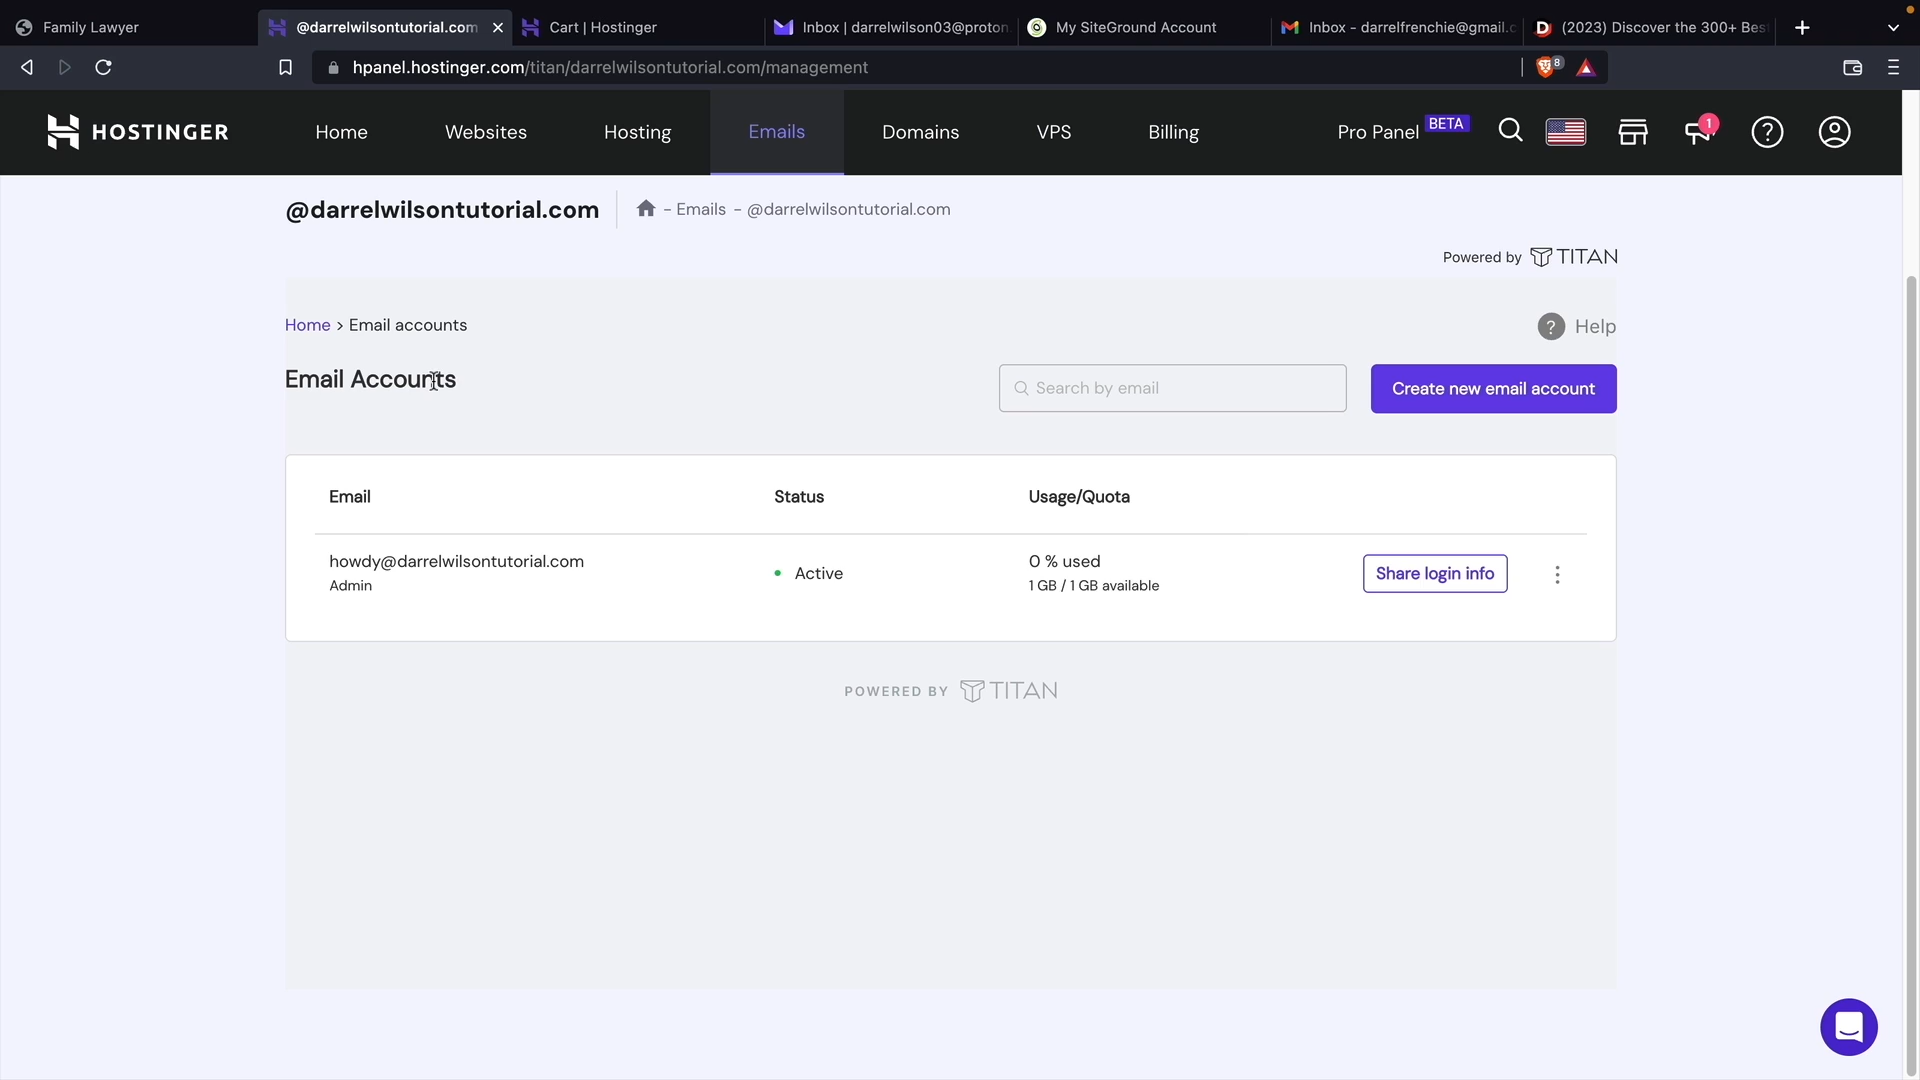 Family Lawyer
@darrelwilsontutorial.com
Cart | Hostinger
Inbox | darrelwilson03@proton.
My SiteGround Account
Inbox - darrelfrenchie@gmail.c
(2023) Discover the 300+ Bes
hpanel.hostinger.com/titan/darrelwilsontutorial.com/management
8
HOSTINGER
Home
Websites
Hosting
Emails
Domains
VPS
Billing
Pro Panel BETA
1
@darrelwilsontutorial.com
- Emails - @darrelwilsontutorial.com
Powered by TITAN
Home > Email accounts
? Help
Email Accounts
Search by email
Create new email account
Email Status Usage/Quota
howdy@darrelwilsontutorial.com
Admin
Active
0 % used
1 GB / 1 GB available
Share login info
POWERED BY TITAN